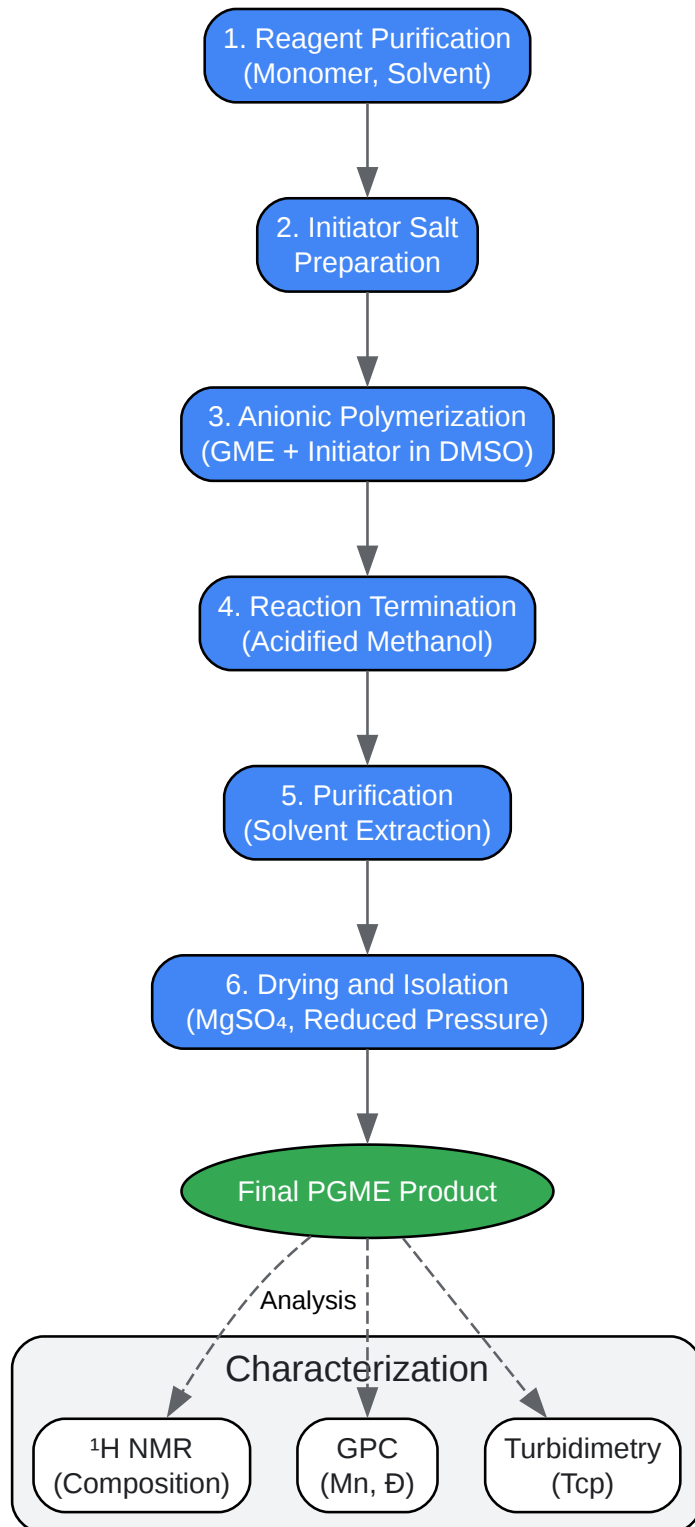 1. Reagent Purification
(Monomer, Solvent)
2. Initiator Salt
Preparation
3. Anionic Polymerization
(GME + Initiator in DMSO)
4. Reaction Termination
(Acidified Methanol)
5. Purification
(Solvent Extraction)
6. Drying and Isolation
(MgSO₄, Reduced Pressure)
Final PGME Product
Analysis
Characterization
¹H NMR
(Composition)
GPC
(Mn, Đ)
Turbidimetry
(Tcp)